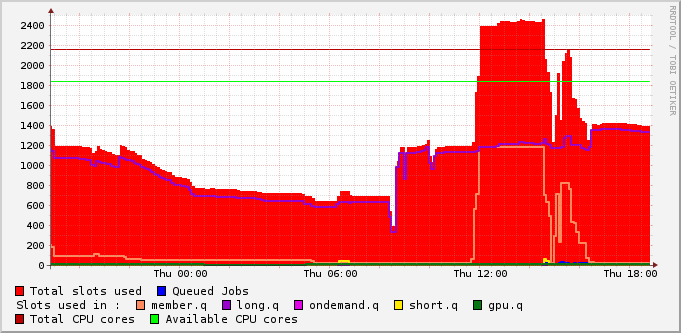 2400
2200
2000
1800
1600
1400
1200
1000
800
600
400
200
0
Thu 00:00 Thu 06:00 Thu 12:00 Thu 18:00
Total slots used Queued Jobs
Slots used in : member.q long.q ondemand.q short.q gpu.q
Total CPU cores Available CPU cores
RRDTOOL / TOBI OETIKER